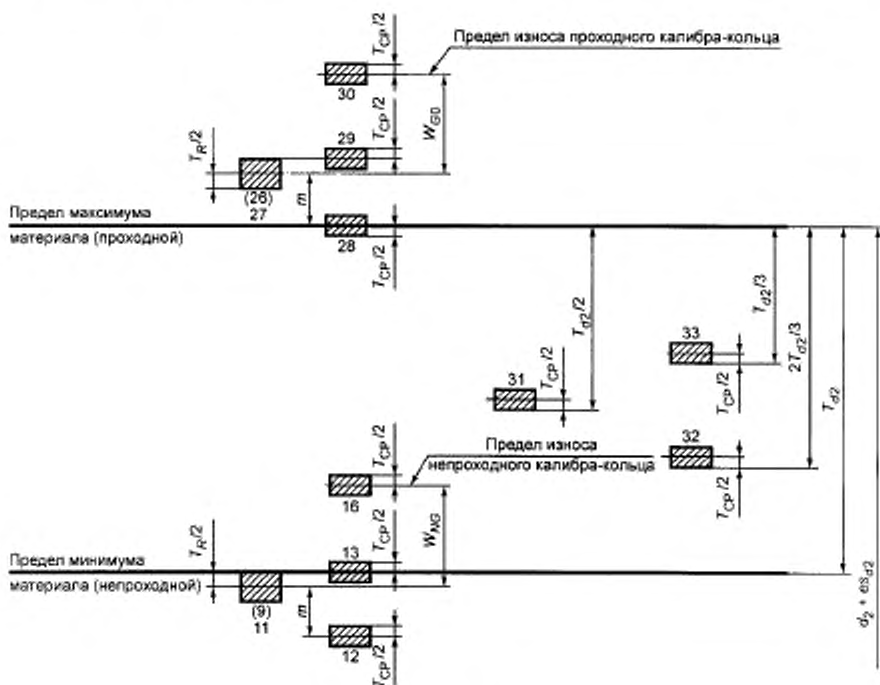 T_CP/2
Предел износа проходного калибра-кольца
30
T_CP/2
W_G0
29
T_R/2
(26)
27
m
Предел максимума
материала (проходной)
28
T_CP/2
T_d2/2
T_d2/3
2T_d2/3
T_d2
33
T_CP/2
31
T_CP/2
T_CP/2
Предел износа
непроходного калибра-кольца
32
T_CP/2
16
W_NG
T_CP/2
T_R/2
13
Предел минимума
материала (непроходной)
(9)
11
m
12
T_CP/2
d_2 + es_d2